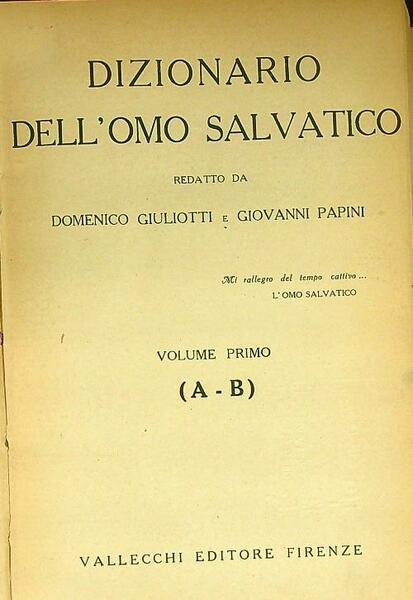 DIZIONARIO
DELL'OMO SALVATICO
REDATTO DA
DOMENICO GIULIOTTI E GIOVANNI PAPINI
Mi rallegro del tempo cattivo ...
L'OMO SALVATICO
VOLUME PRIMO
(A - B)
VALLECCHI EDITORE FIRENZE